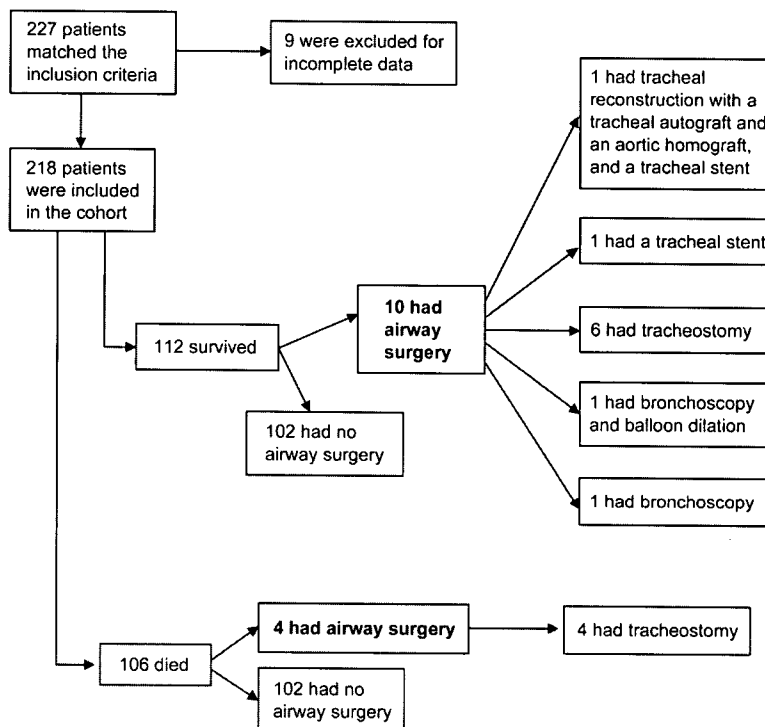 227 patients
matched the
inclusion criteria
9 were excluded for
incomplete data
218 patients
were included
in the cohort
1 had tracheal
reconstruction with a
tracheal autograft and
an aortic homograft,
and a tracheal stent
1 had a tracheal stent
10 had
airway
surgery
6 had tracheostomy
112 survived
1 had bronchoscopy
and balloon dilation
102 had no
airway surgery
1 had bronchoscopy
4 had airway surgery
4 had tracheostomy
106 died
102 had no
airway surgery